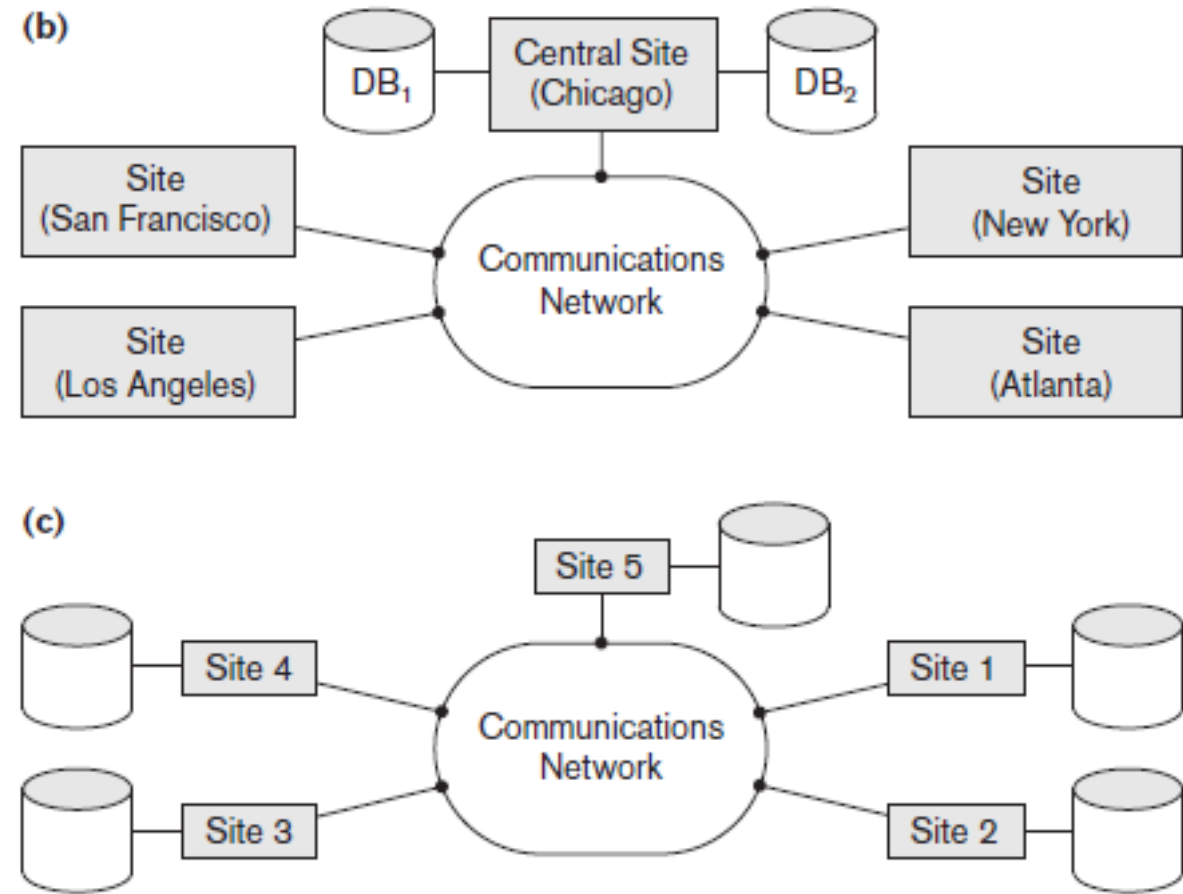 (b)
DB₁
Central Site
(Chicago)
DB₂
Site
(San Francisco)
Site
(New York)
Communications
Network
Site
(Los Angeles)
Site
(Atlanta)
(c)
Site 5
Site 4
Site 1
Communications
Network
Site 3
Site 2